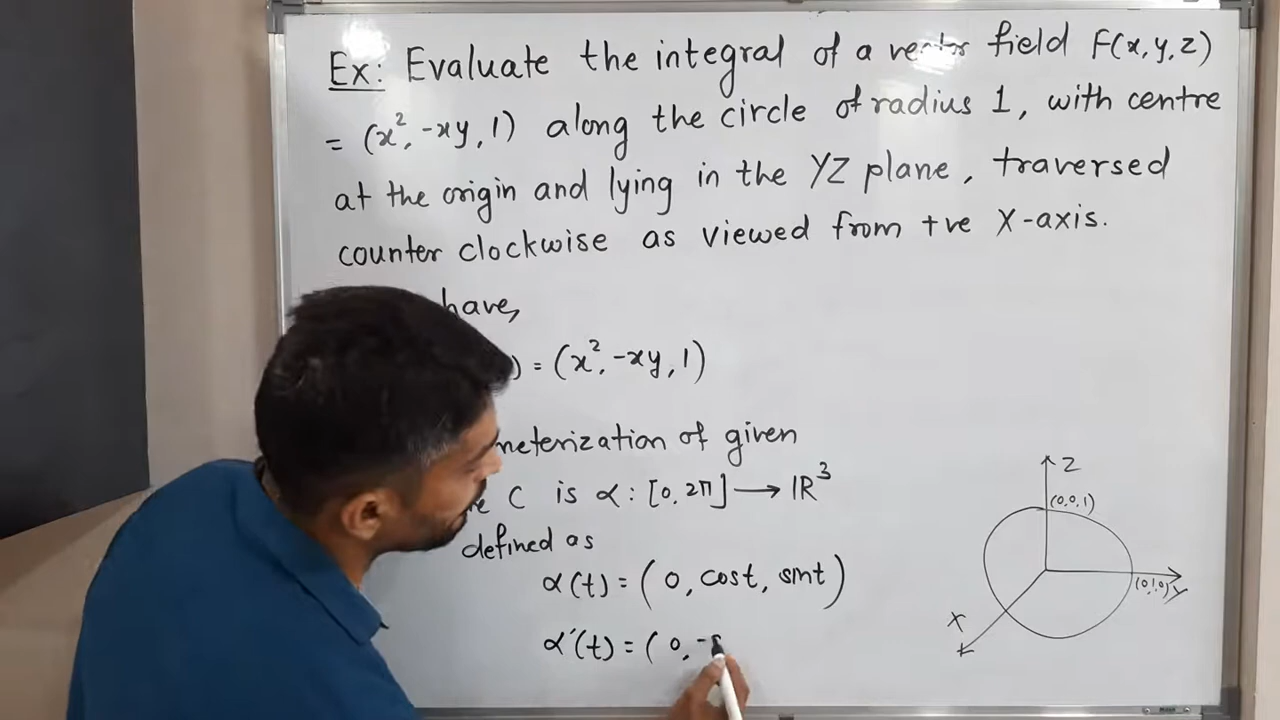 Ex: Evaluate the integral of a vector field F(x,y,z)
= (x², -xy, 1) along the circle of radius 1, with centre
at the origin and lying in the YZ plane, traversed
counter clockwise as viewed from +ve X-axis.
have,
) = (x², -xy, 1)
meterization of given
C is α : [0, 2π] ⟶ IR³
defined as
α(t) = ( 0, cost, sint )
α′(t) = ( 0, -s
Z
(0,0,1)
(0,1,0) Y
X